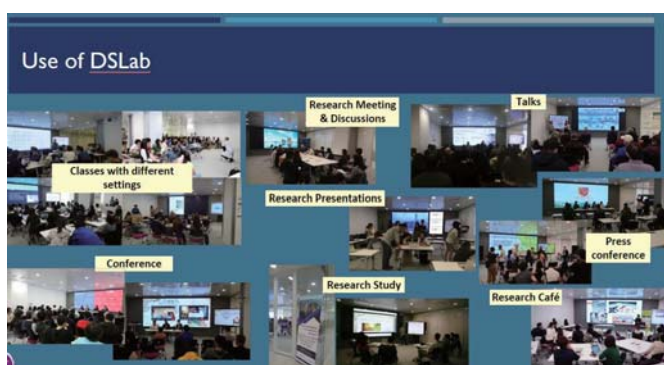 Use of DSLab
Research Meeting
& Discussions
Talks
Classes with different
settings
Research Presentations
Press
conference
Conference
Research Study
Research Café